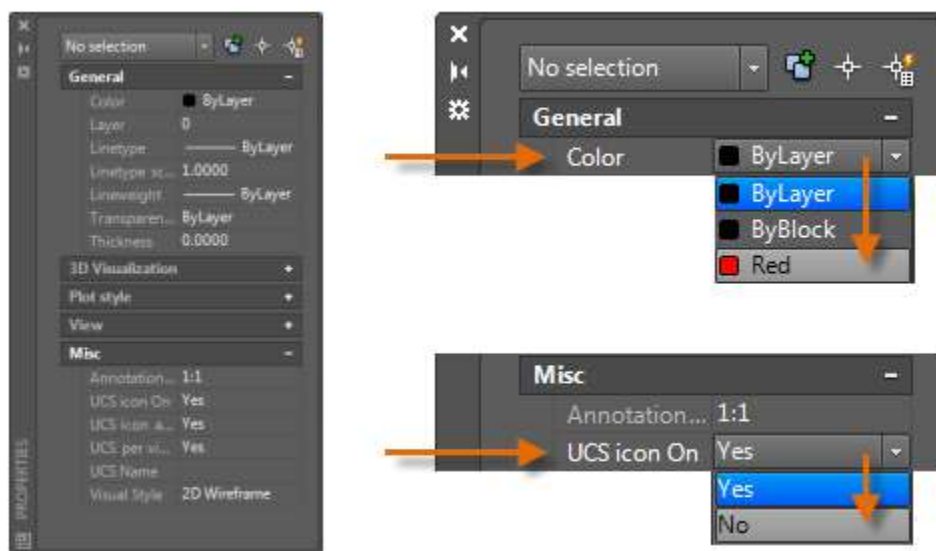 No selection
General
Color ByLayer
Layer 0
Linetype ByLayer
Linetype sc... 1.0000
Lineweight ByLayer
Transparen... ByLayer
Thickness 0.0000
3D Visualization
Plot style
View
Misc
Annotation... 1:1
UCS icon On Yes
UCS icon a... Yes
UCS per vi... Yes
UCS Name
Visual Style 2D Wireframe
PROPERTIES
No selection
General
Color ByLayer
ByLayer
ByBlock
Red
Misc
Annotation... 1:1
UCS icon On Yes
Yes
No